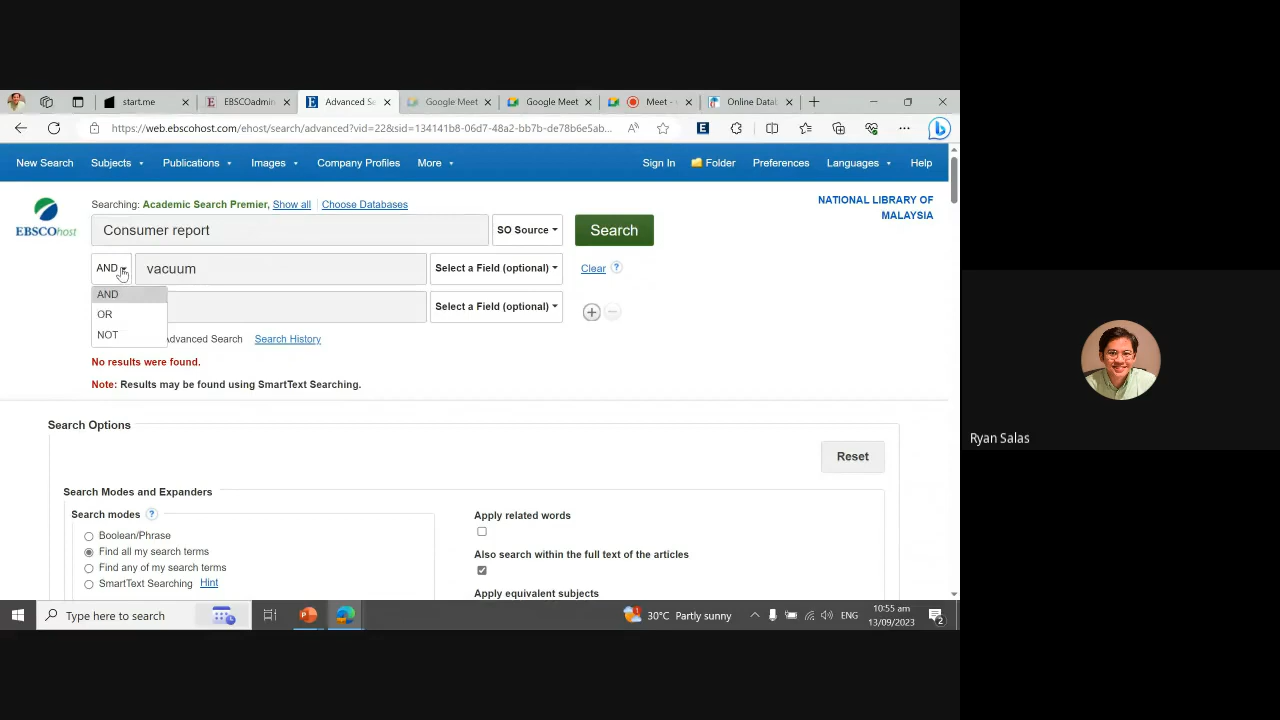 start.me
EBSCOadmin
Advanced Se
Google Meet
Google Meet
Meet -
Online Datab
https://web.ebscohost.com/ehost/search/advanced?vid=22&sid=134141b8-06d7-48a2-bb7b-de78b6e5ab...
New Search
Subjects
Publications
Images
Company Profiles
More
Sign In
Folder
Preferences
Languages
Help
EBSCOhost
Searching: Academic Search Premier, Show all | Choose Databases
NATIONAL LIBRARY OF
MALAYSIA
Consumer report
SO Source
Search
AND
vacuum
Select a Field (optional)
Clear
AND
OR
NOT
Select a Field (optional)
Advanced Search
Search History
No results were found.
Note: Results may be found using SmartText Searching.
Search Options
Reset
Search Modes and Expanders
Search modes
Boolean/Phrase
Find all my search terms
Find any of my search terms
SmartText Searching Hint
Apply related words
Also search within the full text of the articles
Apply equivalent subjects
Ryan Salas
Type here to search
30°C Partly sunny
ENG
10:55 am
13/09/2023
2